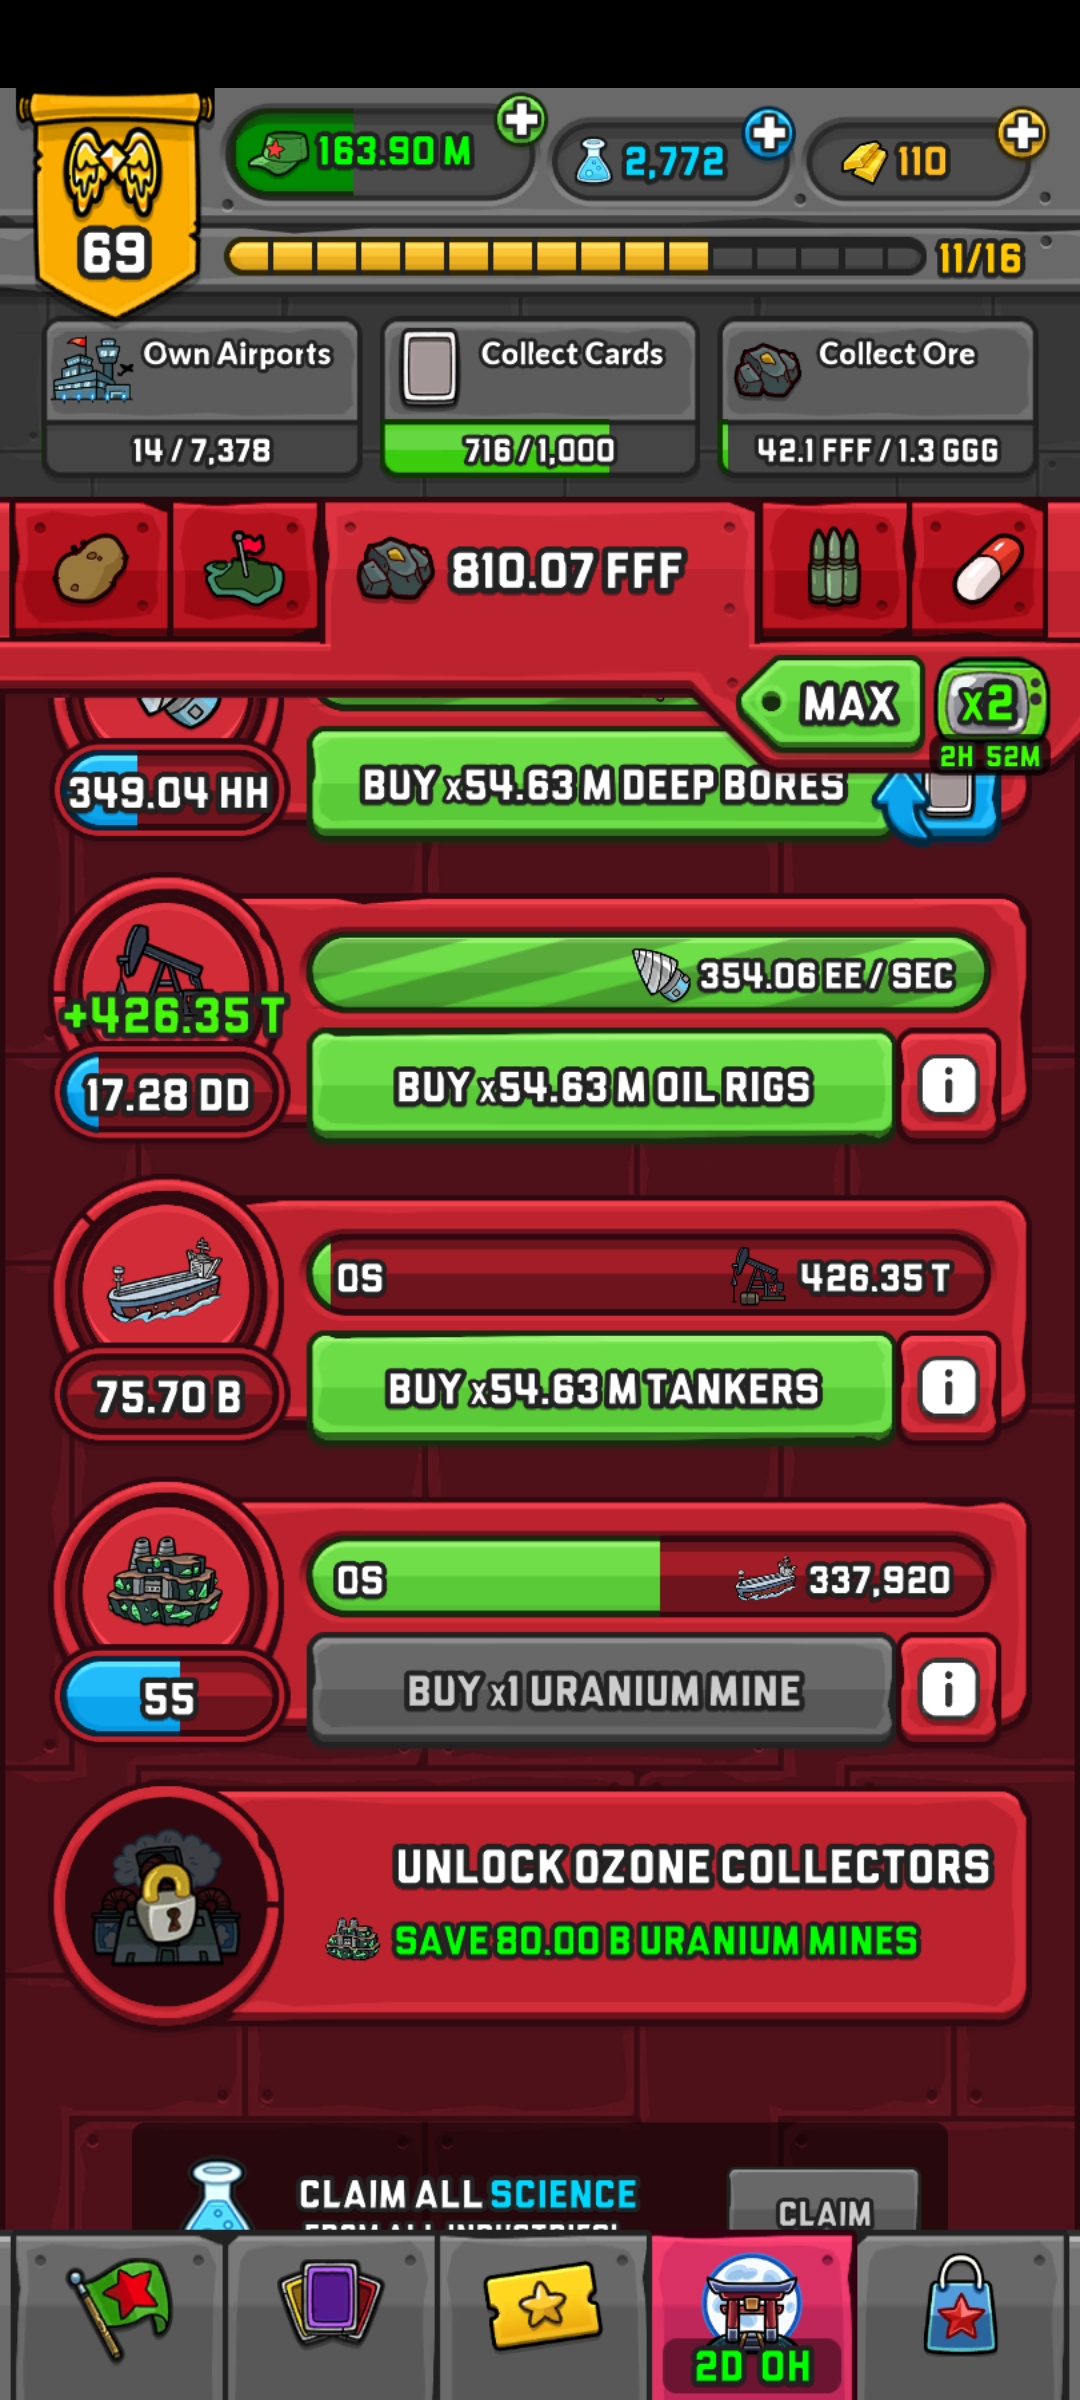 163.90 M
2,772
110
69
11/16
Own Airports
14 / 7,378
Collect Cards
716 / 1,000
Collect Ore
42.1 FFF / 1.3 GGG
810.07 FFF
MAX
x2
2H 52M
349.04 HH
BUY x54.63 M DEEP BORES
+426.35 T
354.06 EE / SEC
17.28 DD
BUY x54.63 M OIL RIGS
i
0S
426.35 T
75.70 B
BUY x54.63 M TANKERS
i
0S
337,920
55
BUY x1 URANIUM MINE
i
UNLOCK OZONE COLLECTORS
SAVE 80.00 B URANIUM MINES
CLAIM ALL SCIENCE
FROM ALL INDUSTRIES!
CLAIM
2D 0H